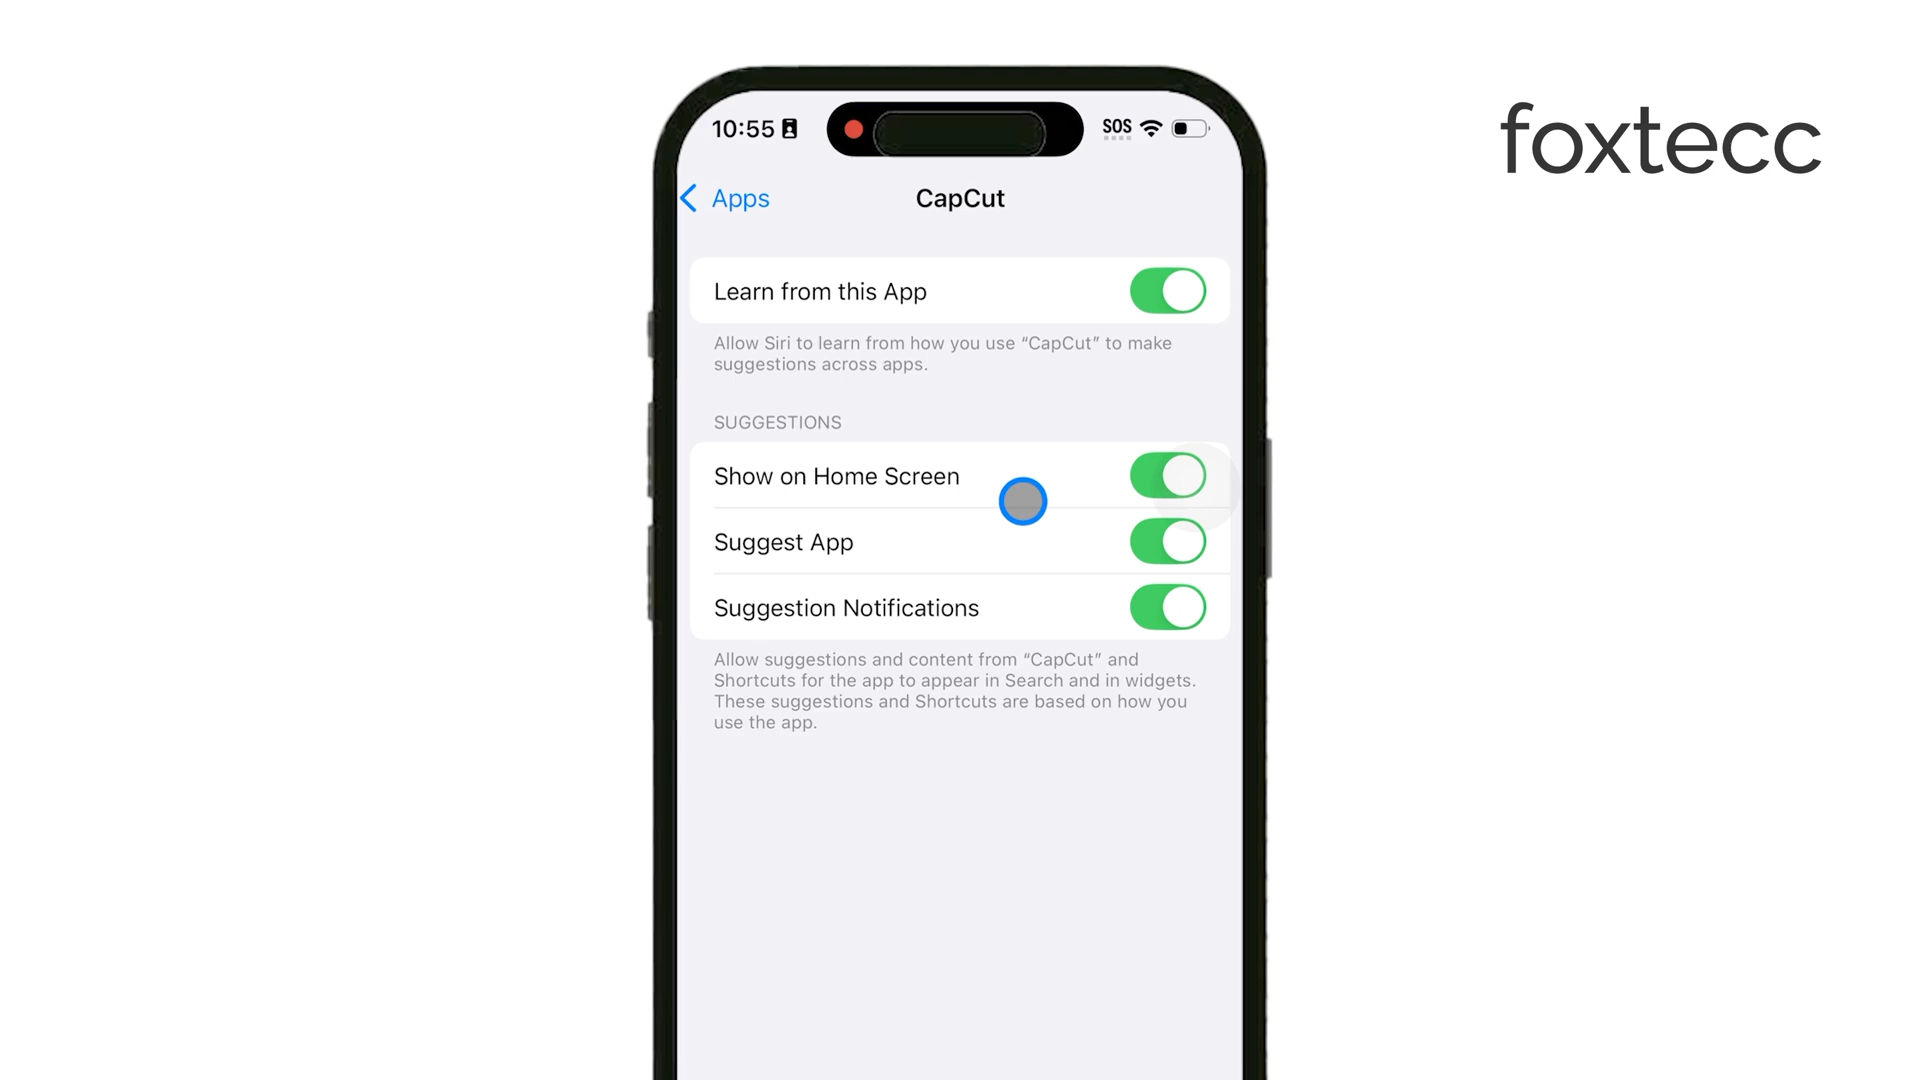 foxtecc
10:55
SOS
Apps
CapCut
Learn from this App
Allow Siri to learn from how you use “CapCut” to make
suggestions across apps.
SUGGESTIONS
Show on Home Screen
Suggest App
Suggestion Notifications
Allow suggestions and content from “CapCut” and
Shortcuts for the app to appear in Search and in widgets.
These suggestions and Shortcuts are based on how you
use the app.